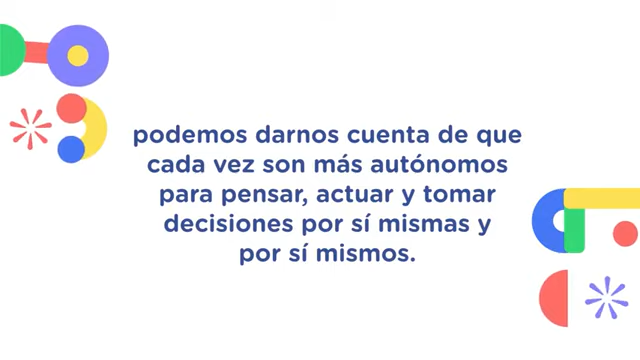 podemos darnos cuenta de que
cada vez son más autónomos
para pensar, actuar y tomar
decisiones por sí mismas y
por sí mismos.